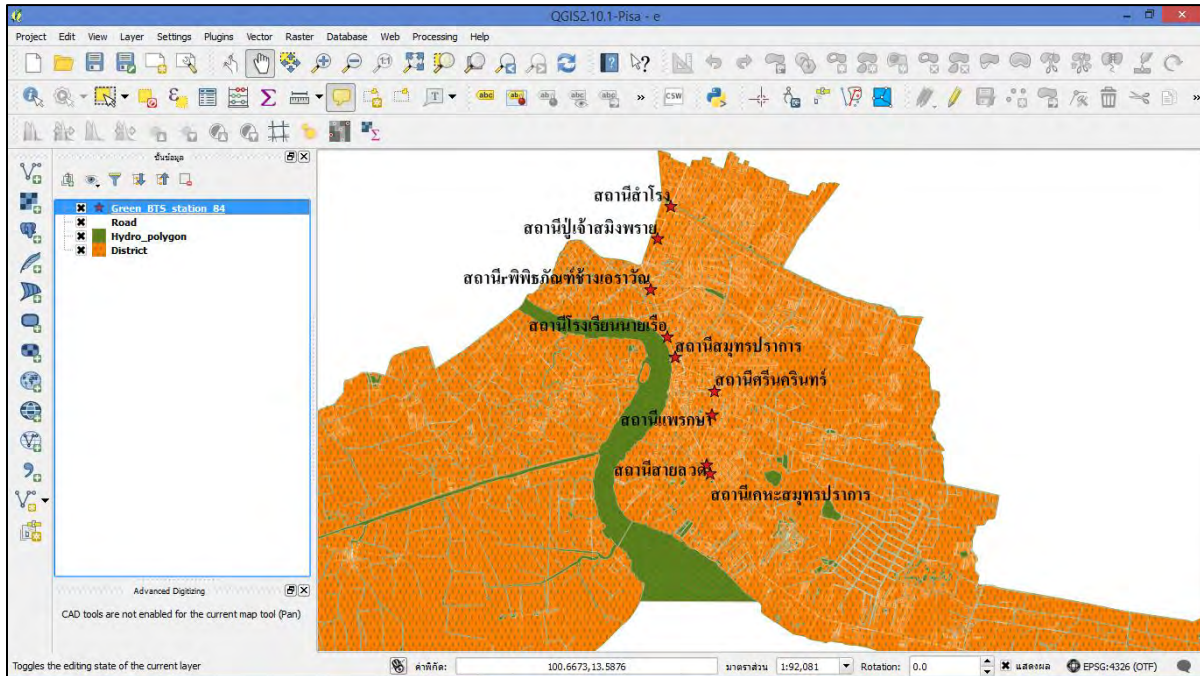 QGIS2.10.1-Pisa - e
Project Edit View Layer Settings Plugins Vector Raster Database Web Processing Help
abc abc abc abc abc » CSW »
ชั้นข้อมูล
Green_BTS_station_84
Road
Hydro_polygon
District
สถานีสำโรง
สถานีปู่เจ้าสมิงพราย
สถานีrพิพิธภัณฑ์ช้างเอราวัณ
สถานีโรงเรียนนายเรือ
สถานีสมุทรปราการ
สถานีศรีนครินทร์
สถานีแพรกษา
สถานีสายลวด
สถานีเคหะสมุทรปราการ
Advanced Digitizing
CAD tools are not enabled for the current map tool (Pan)
Toggles the editing state of the current layer ค่าพิกัด: 100.6673,13.5876 มาตราส่วน 1:92,081 Rotation: 0.0 แสดงผล EPSG:4326 (OTF)